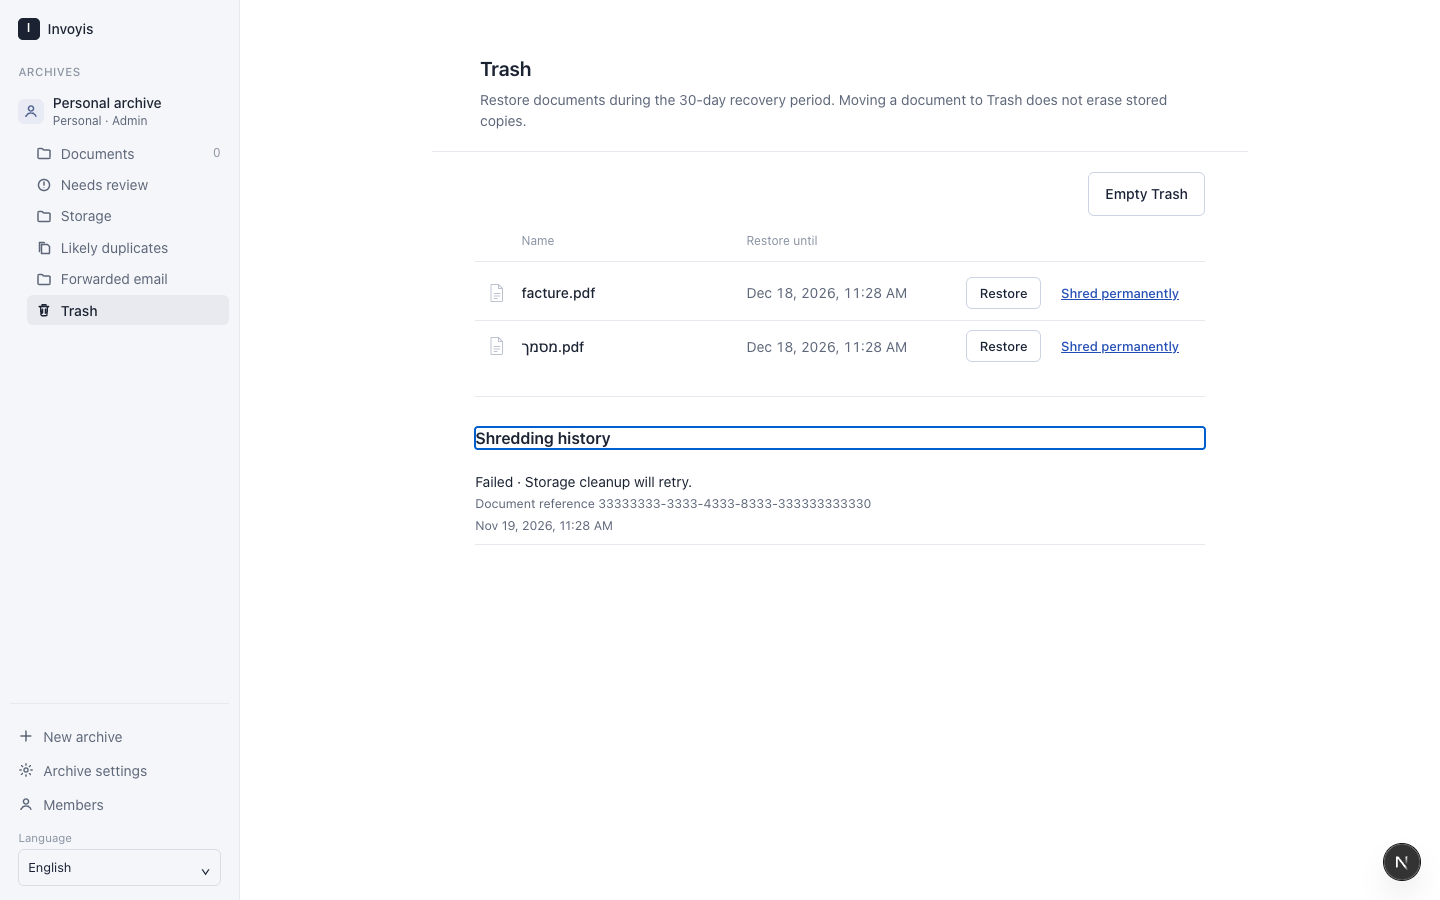 I Invoyis
ARCHIVES
Personal archive
Personal · Admin
Documents 0
Needs review
Storage
Likely duplicates
Forwarded email
Trash
New archive
Archive settings
Members
Language
English
Trash
Restore documents during the 30-day recovery period. Moving a document to Trash does not erase stored
copies.
Empty Trash
Name Restore until
facture.pdf Dec 18, 2026, 11:28 AM Restore Shred permanently
מסמך.pdf Dec 18, 2026, 11:28 AM Restore Shred permanently
Shredding history
Failed · Storage cleanup will retry.
Document reference 33333333-3333-4333-8333-333333333330
Nov 19, 2026, 11:28 AM
N